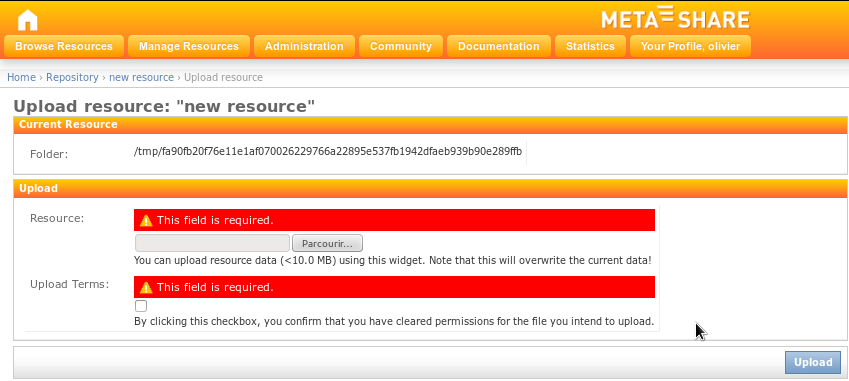 META SHARE
Browse Resources Manage Resources Administration Community Documentation Statistics Your Profile, olivier
Home › Repository › new resource › Upload resource
Upload resource: "new resource"
Current Resource
Folder: /tmp/fa90fb20f76e11e1af070026229766a22895e537fb1942dfaeb939b90e289ffb
Upload
Resource: This field is required.
Parcourir...
You can upload resource data (<10.0 MB) using this widget. Note that this will overwrite the current data!
Upload Terms: This field is required.
By clicking this checkbox, you confirm that you have cleared permissions for the file you intend to upload.
Upload